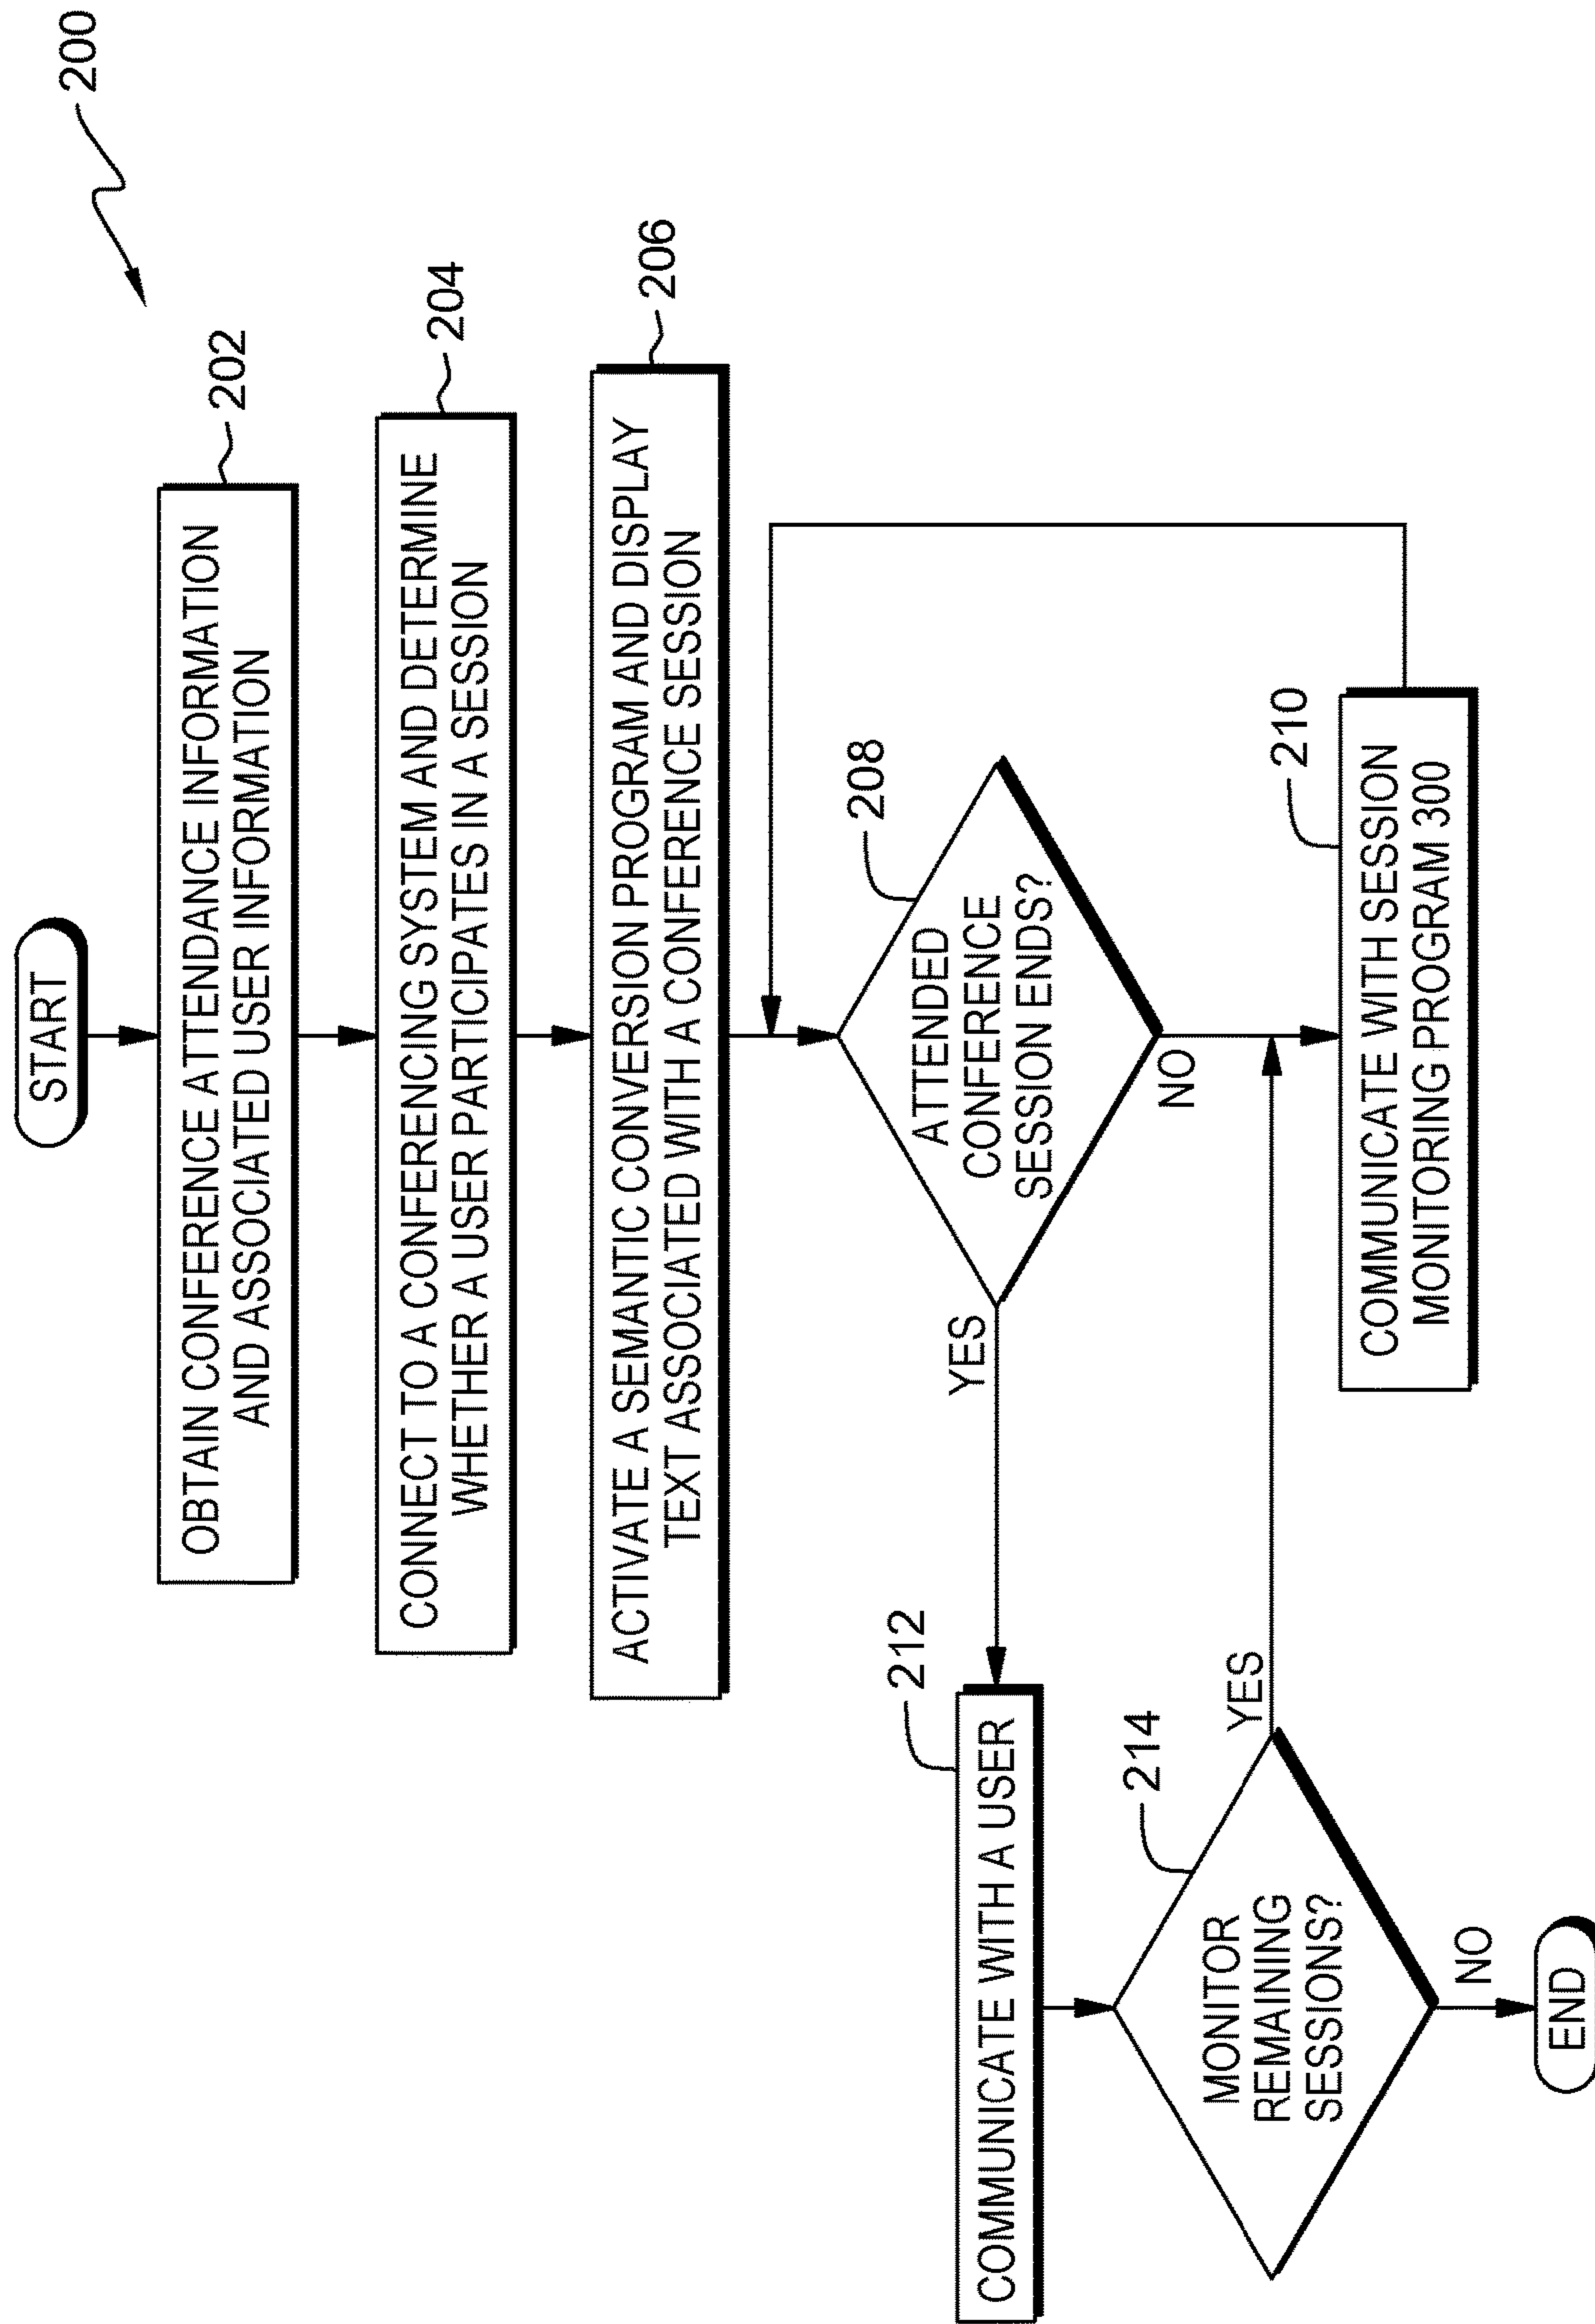 200
START
OBTAIN CONFERENCE ATTENDANCE INFORMATION
AND ASSOCIATED USER INFORMATION
202
CONNECT TO A CONFERENCING SYSTEM AND DETERMINE
WHETHER A USER PARTICIPATES IN A SESSION
204
ACTIVATE A SEMANTIC CONVERSION PROGRAM AND DISPLAY
TEXT ASSOCIATED WITH A CONFERENCE SESSION
206
ATTENDED
CONFERENCE
SESSION ENDS?
208
YES
NO
COMMUNICATE WITH SESSION
MONITORING PROGRAM 300
210
COMMUNICATE WITH A USER
212
MONITOR
REMAINING
SESSIONS?
214
YES
NO
END